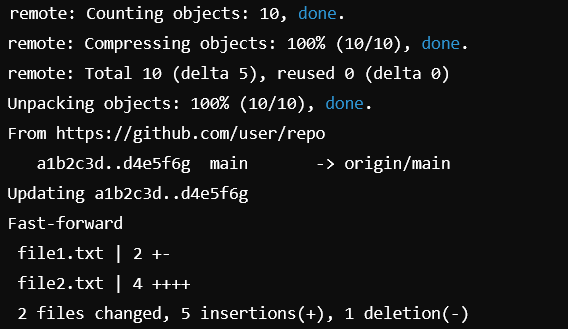 remote: Counting objects: 10, done.
remote: Compressing objects: 100% (10/10), done.
remote: Total 10 (delta 5), reused 0 (delta 0)
Unpacking objects: 100% (10/10), done.
From https://github.com/user/repo
   a1b2c3d..d4e5f6g  main       -> origin/main
Updating a1b2c3d..d4e5f6g
Fast-forward
 file1.txt | 2 +-
 file2.txt | 4 ++++
 2 files changed, 5 insertions(+), 1 deletion(-)